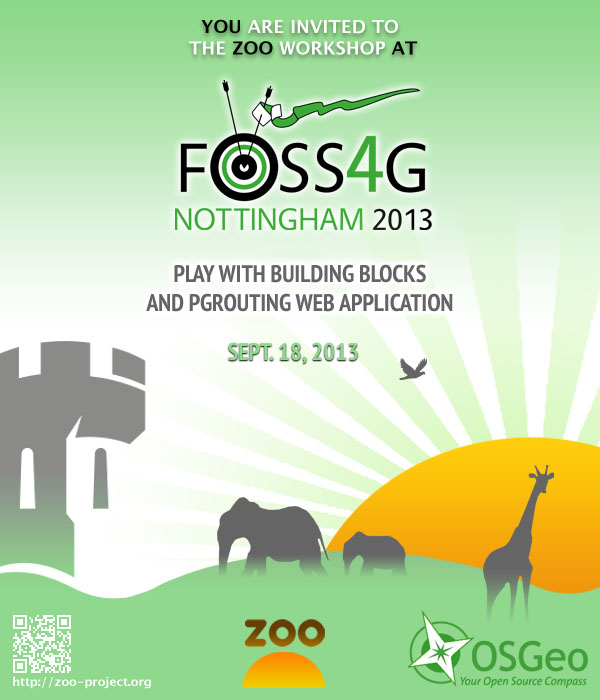 YOU ARE INVITED TO
THE ZOO WORKSHOP AT
FOSS4G
NOTTINGHAM 2013
PLAY WITH BUILDING BLOCKS
AND PGROUTING WEB APPLICATION
SEPT. 18, 2013
http://zoo-project.org
ZOO
OSGeo
Your Open Source Compass